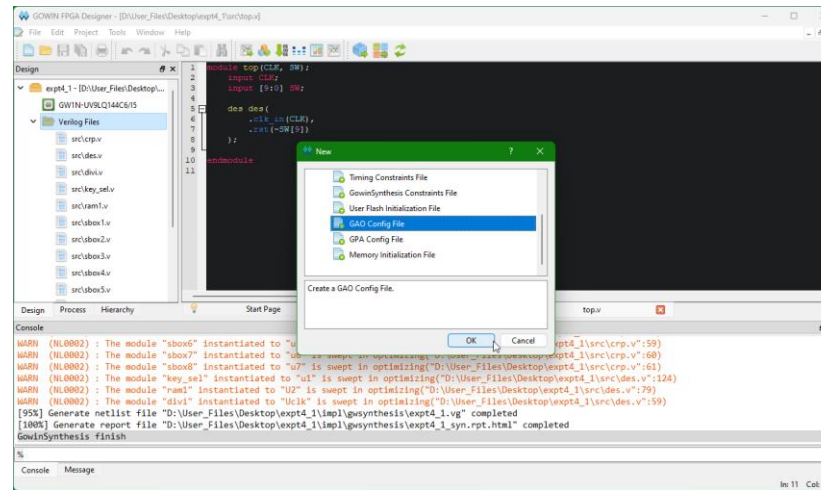 GOWIN FPGA Designer - [D:\User_Files\Desktop\expt4_1\src\top.v]
File Edit Project Tools Window Help
Design
expt4_1 - [D:\User_Files\Desktop\...
GW1N-UV9LQ144C6/I5
Verilog Files
src\crp.v
src\des.v
src\divi.v
src\key_sel.v
src\ram1.v
src\sbox1.v
src\sbox2.v
src\sbox3.v
src\sbox4.v
src\sbox5.v
Design Process Hierarchy
1 module top(CLK, SW);
2 input CLK;
3 input [9:0] SW;
4
5 des des(
6 .clk_in(CLK),
7 .rst(~SW[9])
8 );
9
10 endmodule
11
New ? ×
Timing Constraints File
GowinSynthesis Constraints File
User Flash Initialization File
GAO Config File
GPA Config File
Memory Initialization File
Create a GAO Config File.
OK Cancel
Start Page
top.v
Console
WARN (NL0002) : The module "sbox6" instantiated to "u expt4_1\src\crp.v":59)
WARN (NL0002) : The module "sbox7" instantiated to "u6" is swept in optimizing("D:\User_Files\Desktop\expt4_1\src\crp.v":60)
WARN (NL0002) : The module "sbox8" instantiated to "u7" is swept in optimizing("D:\User_Files\Desktop\expt4_1\src\crp.v":61)
WARN (NL0002) : The module "key_sel" instantiated to "u1" is swept in optimizing("D:\User_Files\Desktop\expt4_1\src\des.v":124)
WARN (NL0002) : The module "ram1" instantiated to "U2" is swept in optimizing("D:\User_Files\Desktop\expt4_1\src\des.v":79)
WARN (NL0002) : The module "div1" instantiated to "Uclk" is swept in optimizing("D:\User_Files\Desktop\expt4_1\src\des.v":59)
[95%] Generate netlist file "D:\User_Files\Desktop\expt4_1\impl\gwsynthesis\expt4_1.vg" completed
[100%] Generate report file "D:\User_Files\Desktop\expt4_1\impl\gwsynthesis\expt4_1_syn.rpt.html" completed
GowinSynthesis finish
%
Console Message
In: 11 Col: